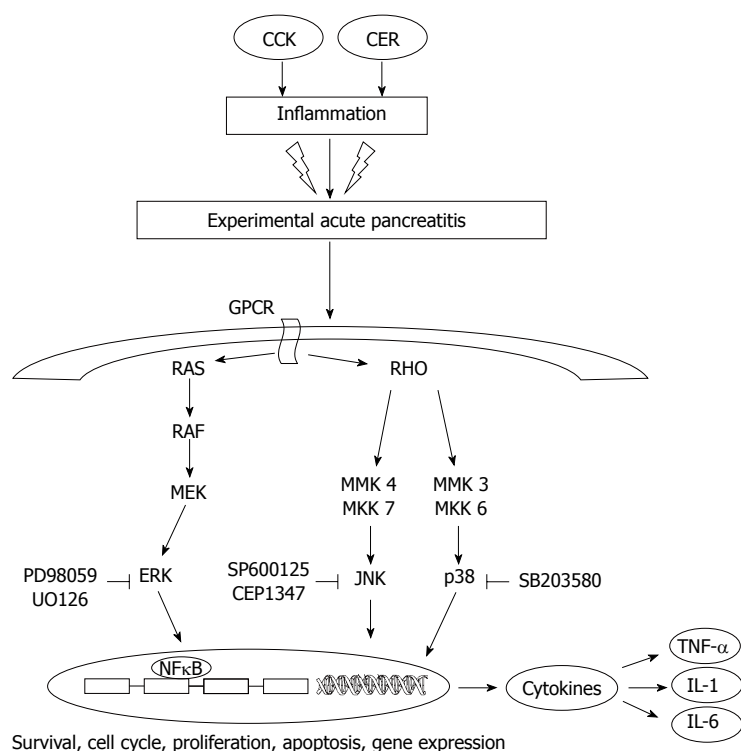 CCK
CER
Inflammation
Experimental acute pancreatitis
GPCR
RAS
RHO
RAF
MEK
MMK 4
MKK 7
MMK 3
MKK 6
PD98059
UO126
ERK
SP600125
CEP1347
JNK
p38
SB203580
NFκB
Cytokines
TNF-α
IL-1
IL-6
Survival, cell cycle, proliferation, apoptosis, gene expression